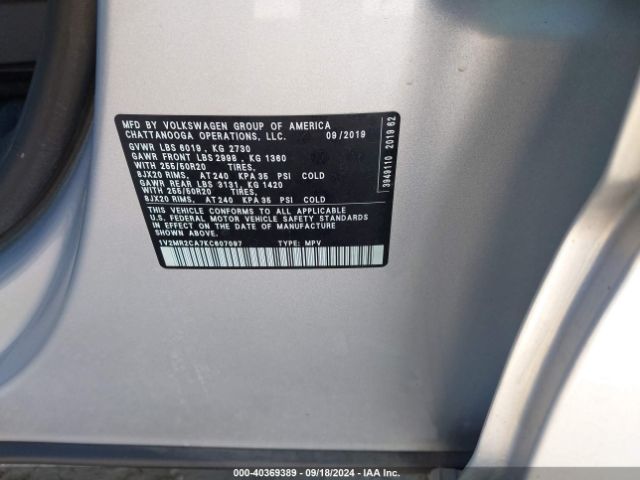 MFD BY VOLKSWAGEN GROUP OF AMERICA
CHATTANOOGA OPERATIONS, LLC. 09/2019
GVWR LBS 6019, KG 2730
GAWR FRONT LBS 2998, KG 1360
WITH 255/50R20 TIRES,
8JX20 RIMS, AT 240 KPA 35 PSI COLD
GAWR REAR LBS 3131, KG 1420
WITH 255/50R20 TIRES,
8JX20 RIMS, AT 240 KPA 35 PSI COLD
THIS VEHICLE CONFORMS TO ALL APPLICABLE
U.S. FEDERAL MOTOR VEHICLE SAFETY STANDARDS
IN EFFECT ON THE DATE OF MANUFACTURE
SHOWN ABOVE.
1V2MR2CA7KC607097 TYPE: MPV
3949110 2019 62
000-40369389 - 09/18/2024 - IAA Inc.